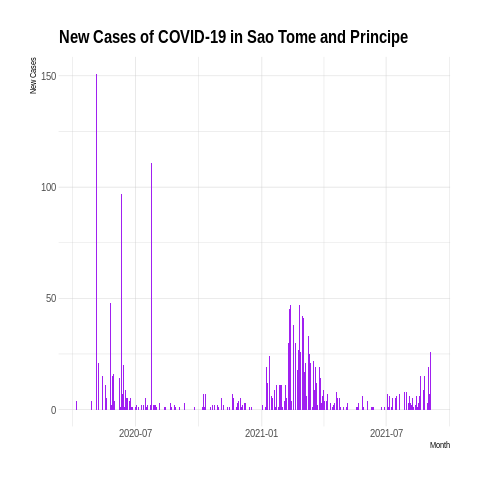 New Cases of COVID-19 in Sao Tome and Principe
New Cases
150
100
50
0
2020-07 2021-01 2021-07
Month